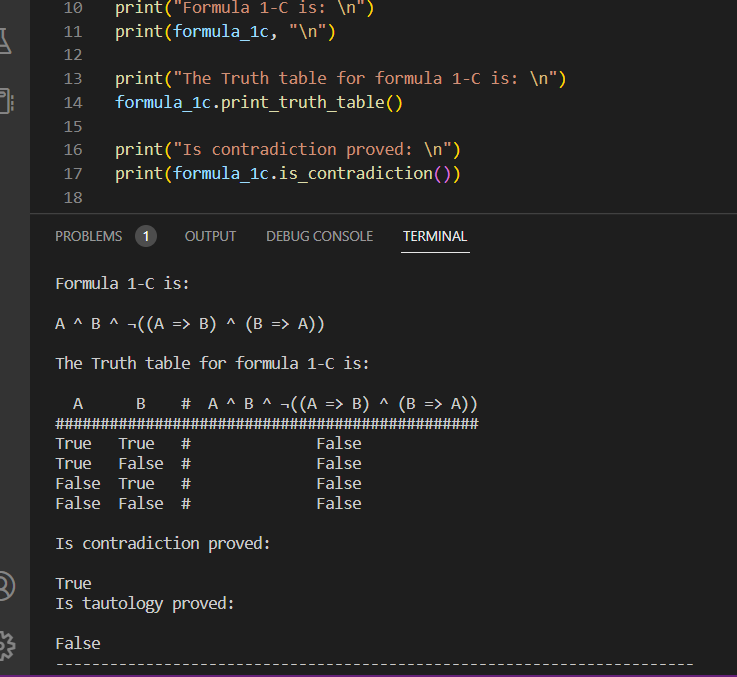 10 print("Formula 1-C is: \n")
11 print(formula_1c, "\n")
12
13 print("The Truth table for formula 1-C is: \n")
14 formula_1c.print_truth_table()
15
16 print("Is contradiction proved: \n")
17 print(formula_1c.is_contradiction())
18
PROBLEMS 1 OUTPUT DEBUG CONSOLE TERMINAL
Formula 1-C is:
A ^ B ^ ¬((A => B) ^ (B => A))
The Truth table for formula 1-C is:
A B # A ^ B ^ ¬((A => B) ^ (B => A))
###############################################
True True # False
True False # False
False True # False
False False # False
Is contradiction proved:
True
Is tautology proved:
False
-----------------------------------------------------------------------